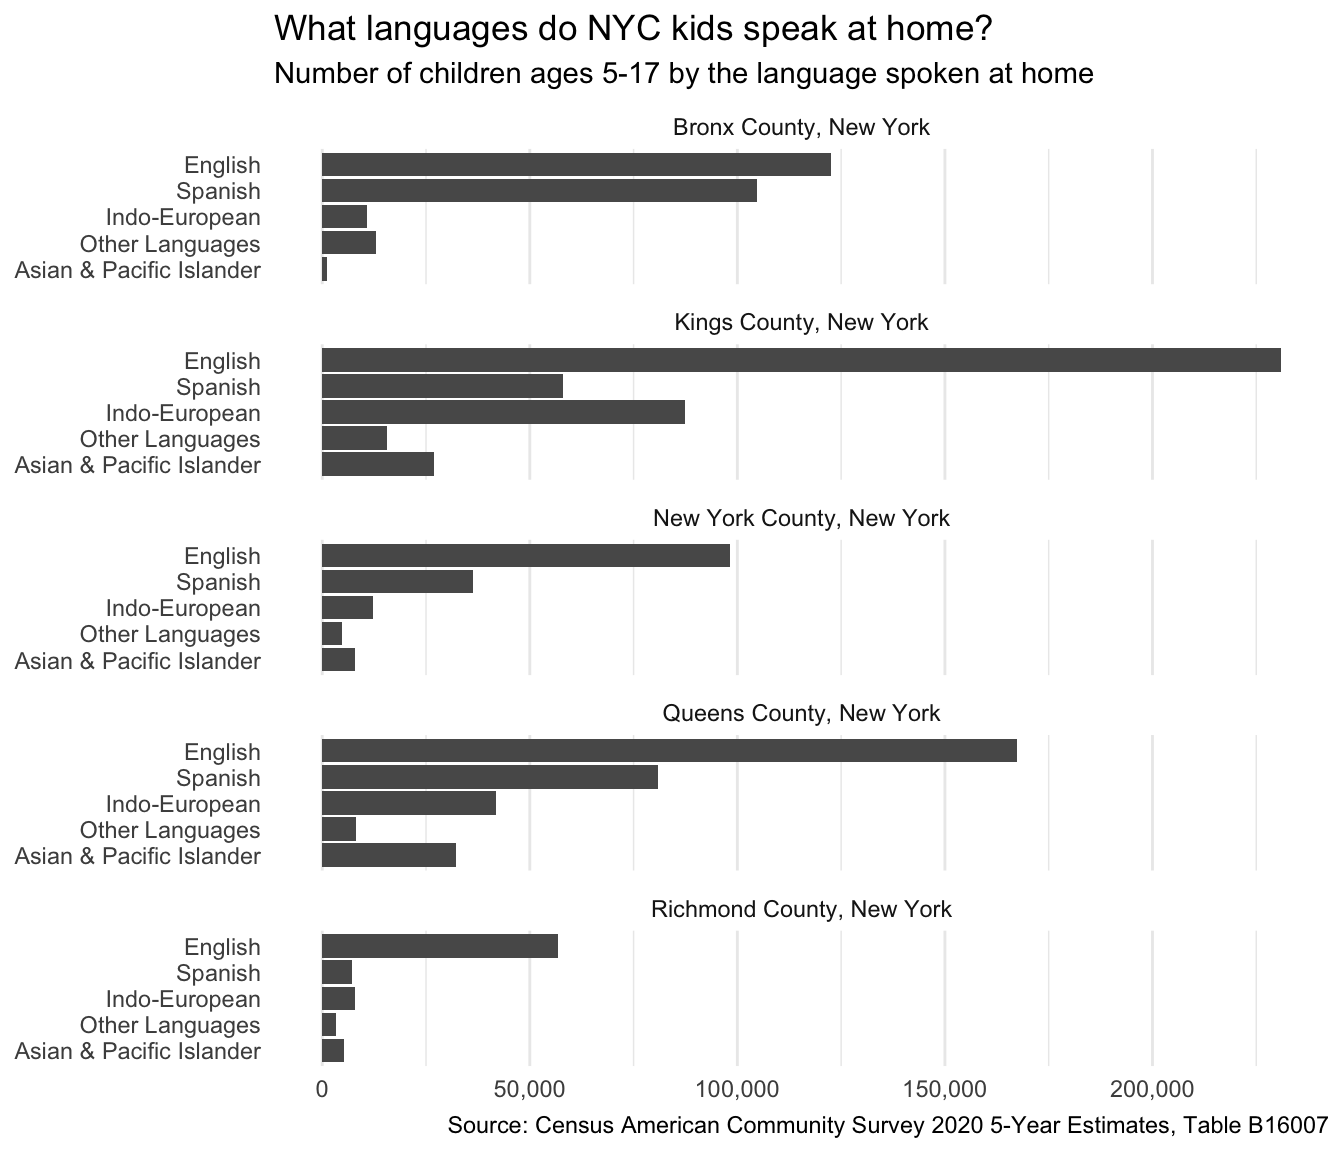 What languages do NYC kids speak at home?
Number of children ages 5-17 by the language spoken at home
Bronx County, New York
English
Spanish
Indo-European
Other Languages
Asian & Pacific Islander
Kings County, New York
English
Spanish
Indo-European
Other Languages
Asian & Pacific Islander
New York County, New York
English
Spanish
Indo-European
Other Languages
Asian & Pacific Islander
Queens County, New York
English
Spanish
Indo-European
Other Languages
Asian & Pacific Islander
Richmond County, New York
English
Spanish
Indo-European
Other Languages
Asian & Pacific Islander
0 50,000 100,000 150,000 200,000
Source: Census American Community Survey 2020 5-Year Estimates, Table B16007